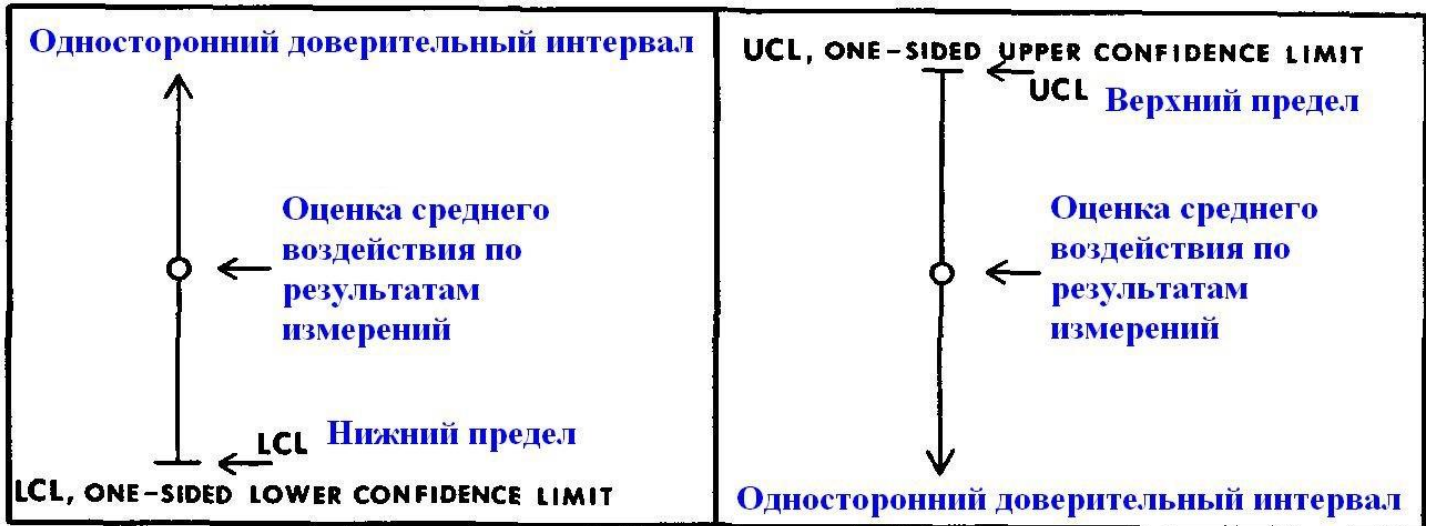 Односторонний доверительный интервал
Оценка среднего
воздействия по
результатам
измерений
LCL Нижний предел
LCL, ONE-SIDED LOWER CONFIDENCE LIMIT
UCL, ONE-SIDED UPPER CONFIDENCE LIMIT
UCL Верхний предел
Оценка среднего
воздействия по
результатам
измерений
Односторонний доверительный интервал